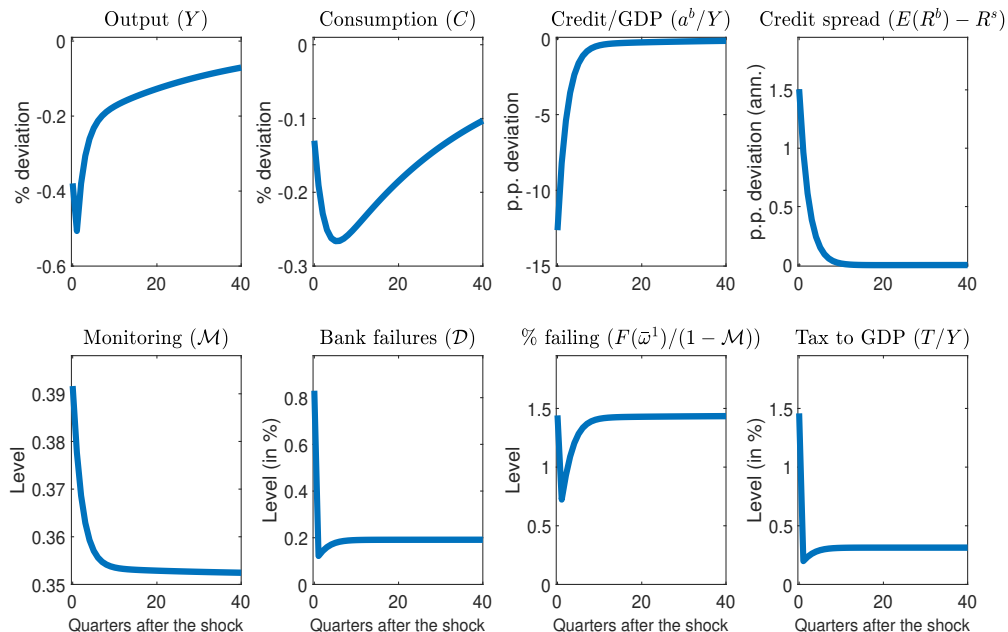 Output (Y)
% deviation
0
-0.2
-0.4
-0.6
0 20 40
Consumption (C)
% deviation
0
-0.1
-0.2
-0.3
0 20 40
Credit/GDP (a^b/Y)
p.p. deviation
0
-5
-10
-15
0 20 40
Credit spread (E(R^b) − R^s)
p.p. deviation (ann.)
1.5
1
0.5
0
0 20 40
Monitoring (ℳ)
Level
0.39
0.38
0.37
0.36
0.35
0 20 40
Quarters after the shock
Bank failures (𝒟)
Level (in %)
0.8
0.6
0.4
0.2
0
0 20 40
Quarters after the shock
% failing (F(ω̄^1)/(1 − ℳ))
Level
1.5
1
0.5
0
0 20 40
Quarters after the shock
Tax to GDP (T/Y)
Level (in %)
1.5
1
0.5
0
0 20 40
Quarters after the shock